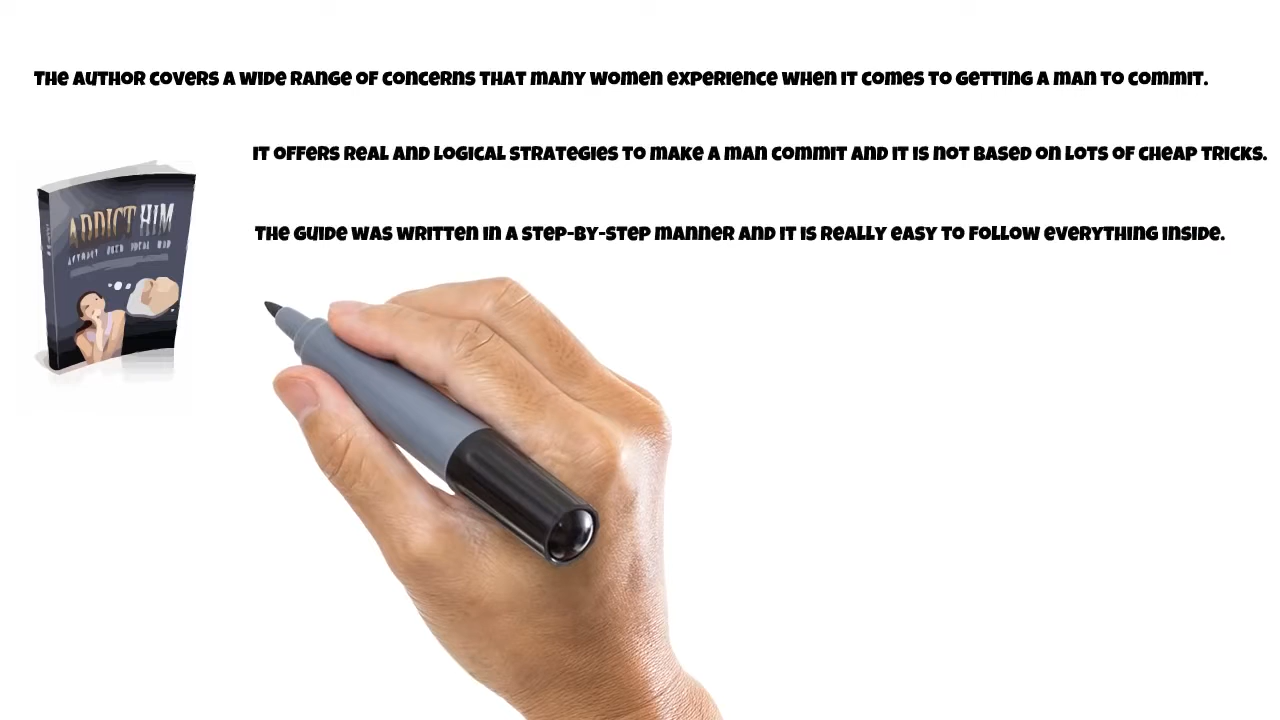 THE AUTHOR COVERS A WIDE RANGE OF CONCERNS THAT MANY WOMEN EXPERIENCE WHEN IT COMES TO GETTING A MAN TO COMMIT.
IT OFFERS REAL AND LOGICAL STRATEGIES TO MAKE A MAN COMMIT AND IT IS NOT BASED ON LOTS OF CHEAP TRICKS.
ADDICT HIM
THE GUIDE WAS WRITTEN IN A STEP-BY-STEP MANNER AND IT IS REALLY EASY TO FOLLOW EVERYTHING INSIDE.